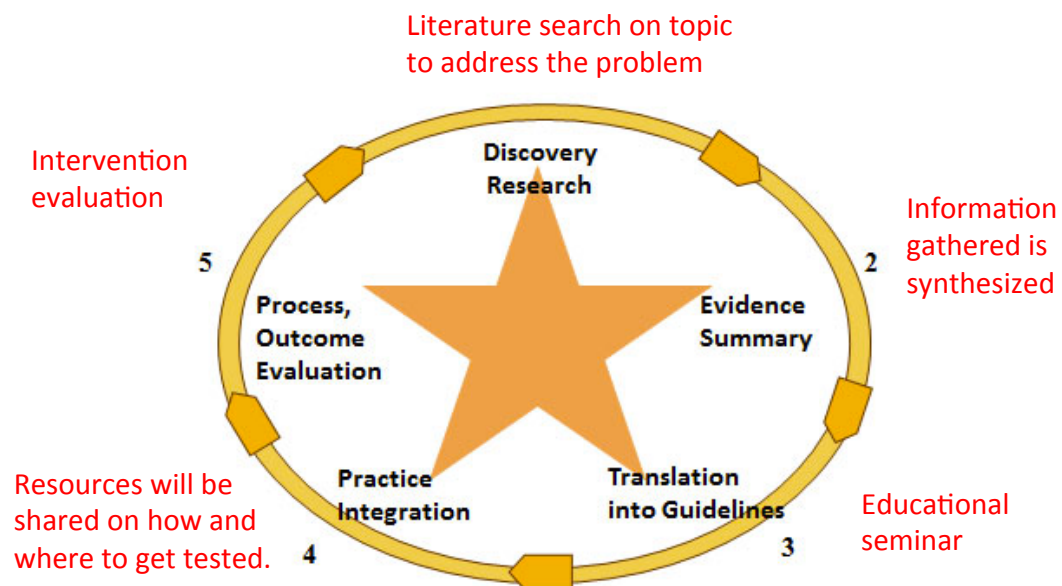 Literature search on topic
to address the problem
Discovery
Research
Information
gathered is
synthesized
2
Evidence
Summary
Educational
seminar
3
Translation
into Guidelines
Resources will be
shared on how and
where to get tested.
4
Practice
Integration
Intervention
evaluation
5
Process,
Outcome
Evaluation